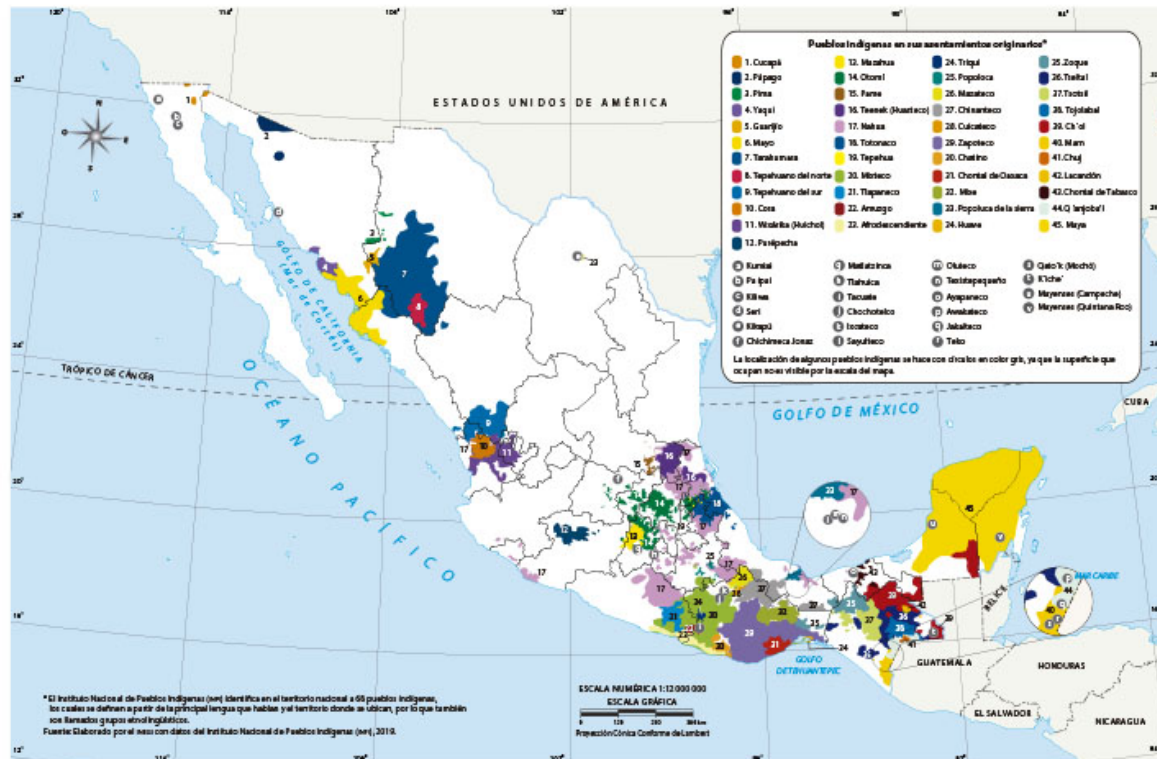 ESTADOS UNIDOS DE AMÉRICA
Pueblos indígenas en sus asentamientos originarios*
1. Cucapá
2. Pápago
3. Pima
4. Yaqui
5. Guarijío
6. Mayo
7. Tarahumara
8. Tepehuano del norte
9. Tepehuano del sur
10. Cora
11. Wixárika (Huichol)
12. Purépecha
13. Mazahua
14. Otomí
15. Pame
16. Teenek (Huasteco)
17. Nahua
18. Totonaco
19. Tepehua
20. Mixteco
21. Tlapaneco
22. Amuzgo
23. Afrodescendiente
24. Triqui
25. Popoloca
26. Mazateco
27. Chinanteco
28. Cuicateco
29. Zapoteco
30. Chatino
31. Chontal de Oaxaca
32. Mixe
33. Popoluca de la sierra
34. Huave
35. Zoque
36. Tseltal
37. Tsotsil
38. Tojolabal
39. Ch'ol
40. Mam
41. Chuj
42. Lacandón
43. Chontal de Tabasco
44. Q'anjoba'l
45. Maya
Kumiai
b Pa ipai
c Kiliwa
d Seri
Kikapú
f Chichimeca Jonaz
Matlatzinca
Tlahuica
Tacuate
Chocholteco
k Ixcateco
Sayulteco
m Oluteco
n Texistepequeño
Ayapaneco
p Awakateco
q Jakalteco
r Teko
Qato'k (Mochó)
t K'iche'
u Mayenses (Campeche)
v Mayenses (Quintana Roo)
La localización de algunos pueblos indígenas se hace con círculos en color gris, ya que la superficie que
ocupan no es visible por la escala del mapa.
GOLFO DE CALIFORNIA
(Mar de Cortés)
TRÓPICO DE CÁNCER
OCÉANO PACÍFICO
GOLFO DE MÉXICO
CUBA
MAR CARIBE
BELICE
GOLFO
DE TEHUANTEPEC
GUATEMALA
HONDURAS
EL SALVADOR
NICARAGUA
* El Instituto Nacional de Pueblos Indígenas (INPI) identifica en el territorio nacional a 68 pueblos indígenas,
los cuales se definen a partir de la principal lengua que hablas y el territorio donde se ubican, por lo que también
son llamados grupos etnolingüísticos.
Fuente: Elaborado por el con datos del Instituto Nacional de Pueblos Indígenas (INPI), 2019.
ESCALA NUMÉRICA 1:12 000 000
ESCALA GRÁFICA
Proyección Cónica Conforme de Lambert